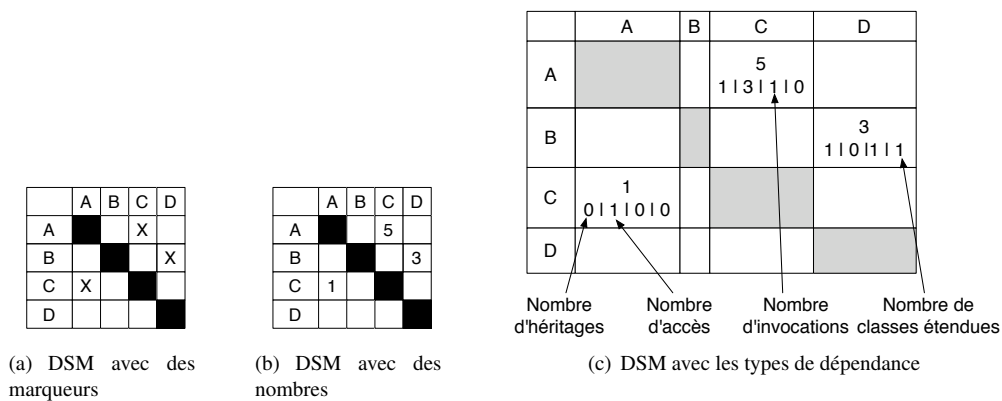 A B C D
A X
B X
C X
D
(a) DSM avec des
marqueurs
A B C D
A 5
B 3
C 1
D
(b) DSM avec des
nombres
A B C D
A 5
1 | 3 | 1 | 0
B 3
1 | 0 | 1 | 1
C 1
0 | 1 | 0 | 0
D
Nombre d'héritages
Nombre d'accès
Nombre d'invocations
Nombre de classes étendues
(c) DSM avec les types de dépendance